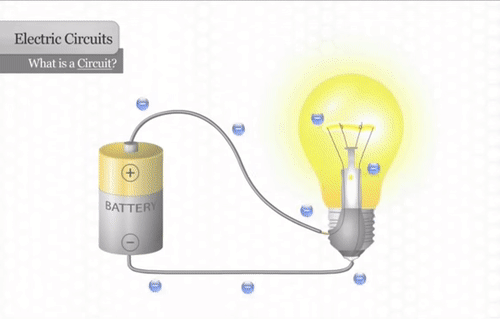 Electric Circuits
What is a Circuit?
+
BATTERY
−